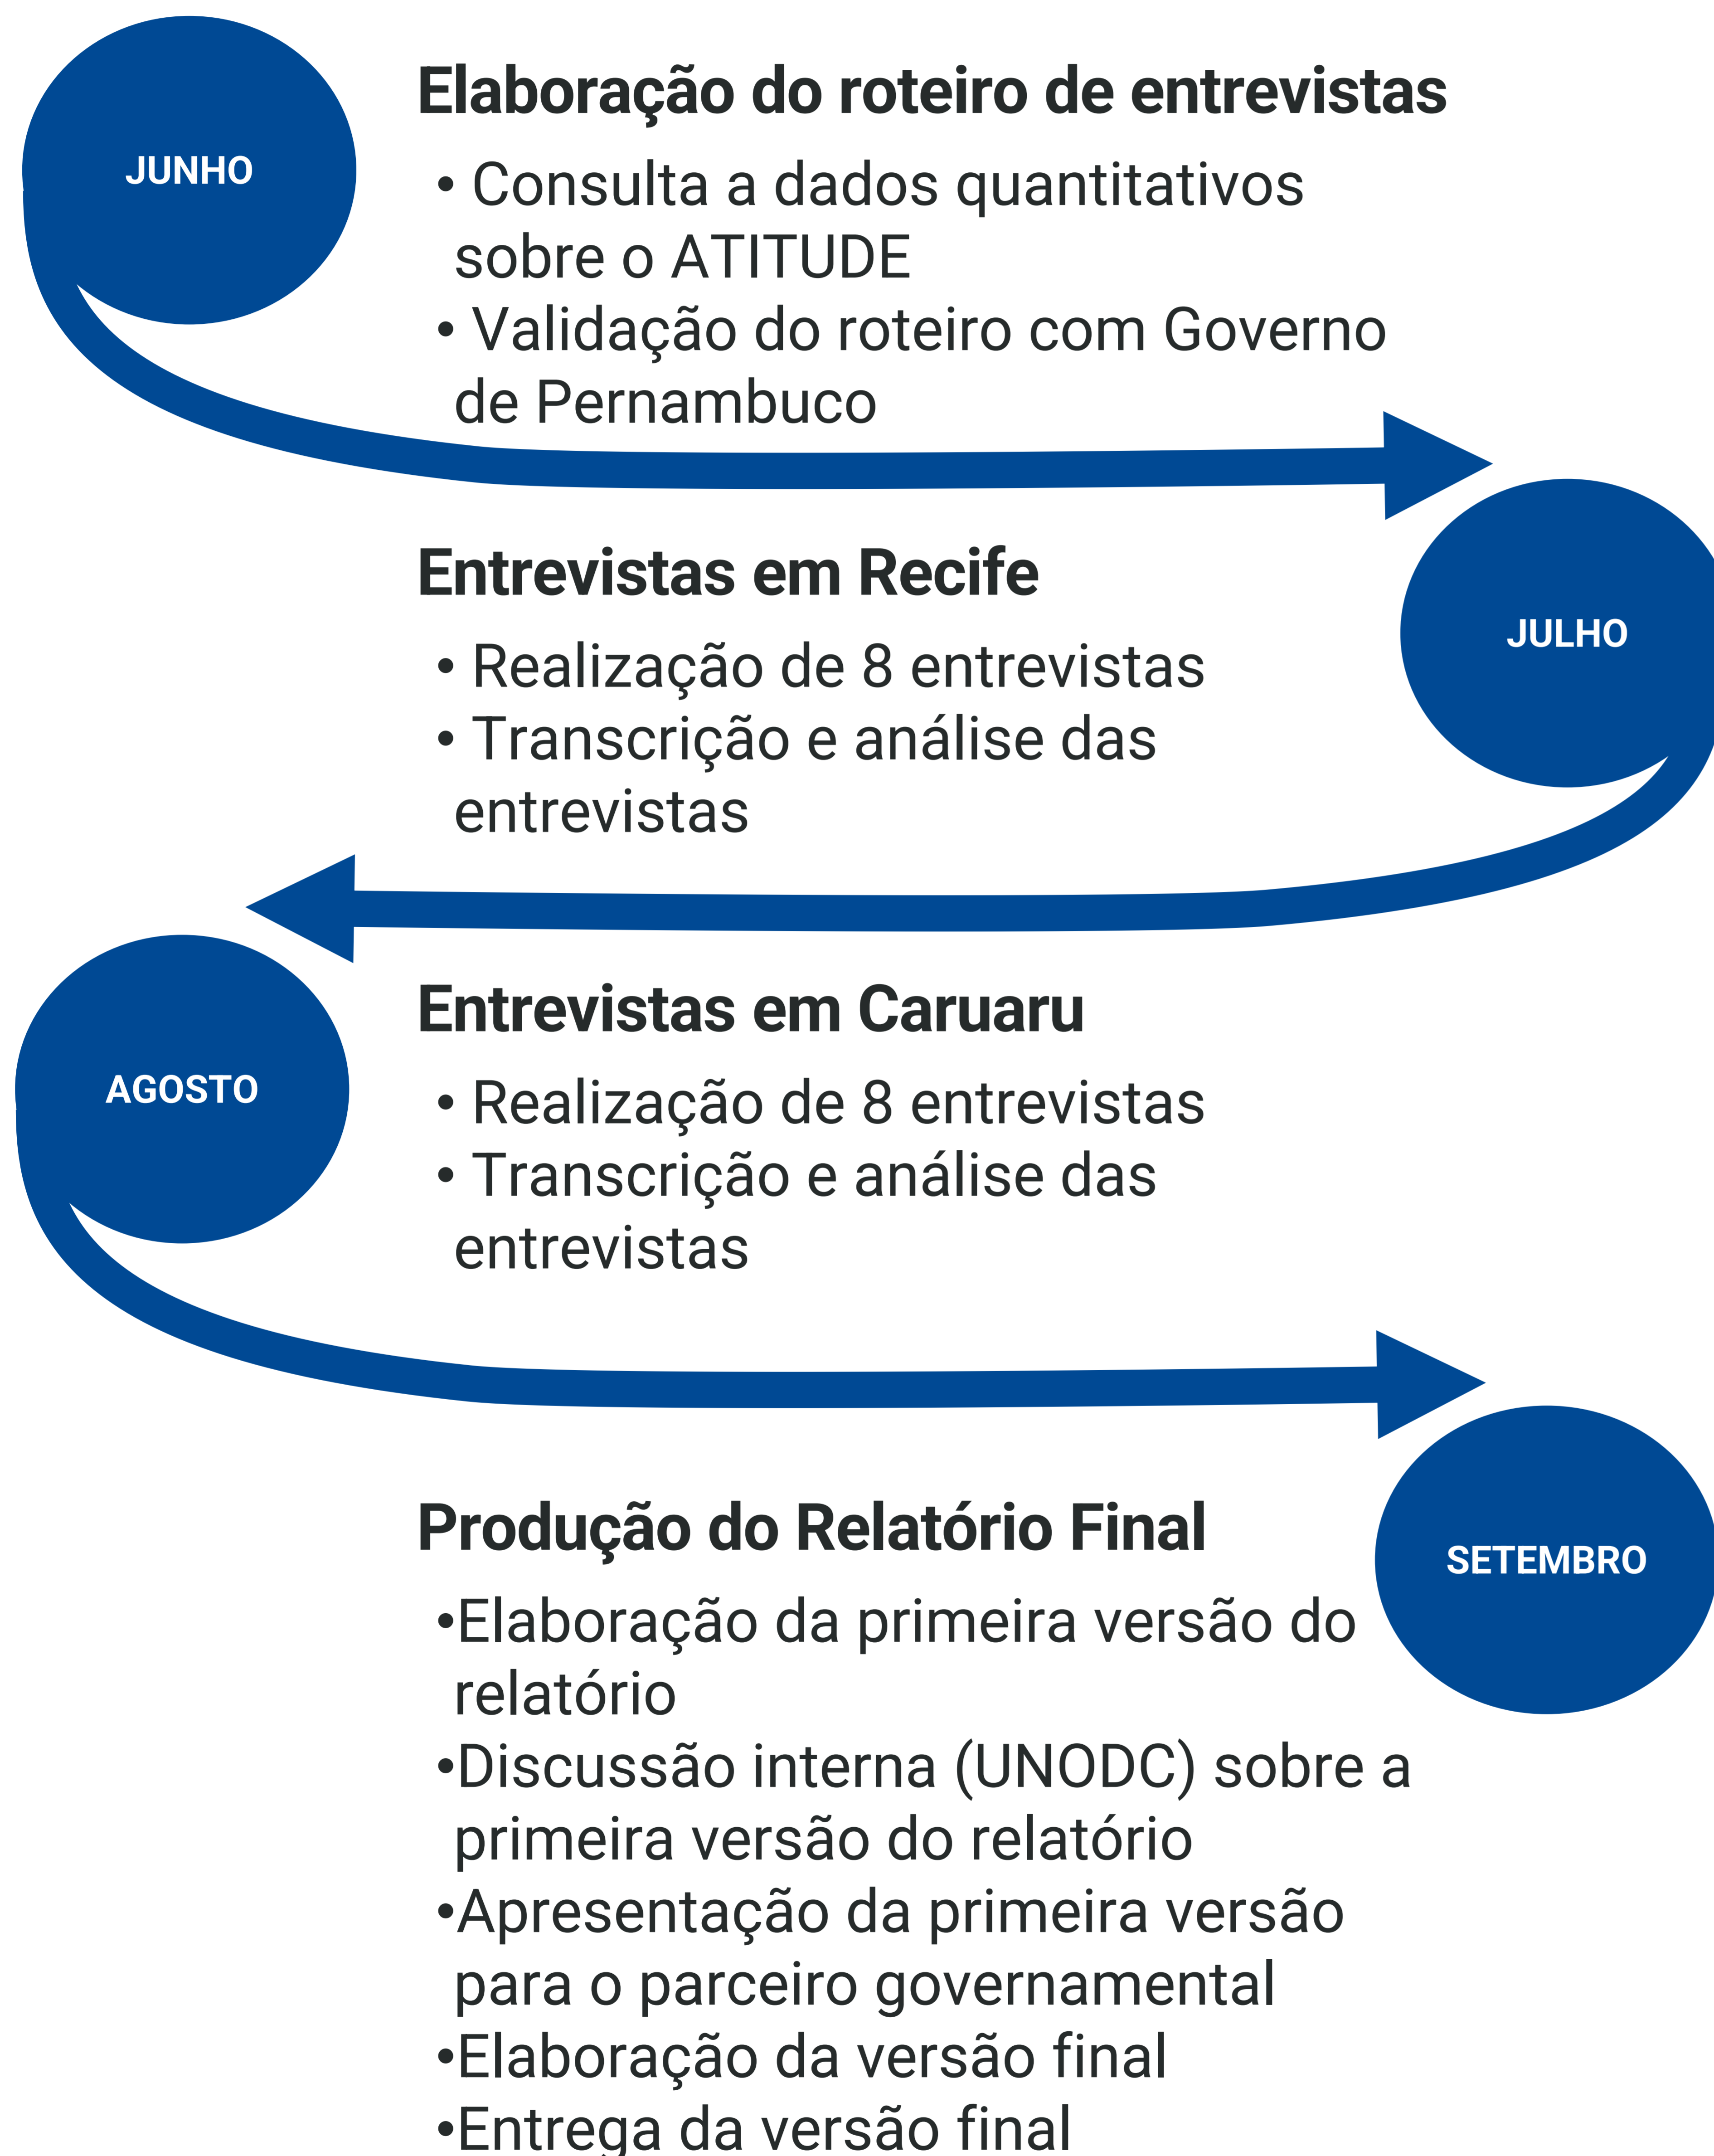 JUNHO
Elaboração do roteiro de entrevistas
• Consulta a dados quantitativos
sobre o ATITUDE
• Validação do roteiro com Governo
de Pernambuco
JULHO
Entrevistas em Recife
• Realização de 8 entrevistas
• Transcrição e análise das
entrevistas
AGOSTO
Entrevistas em Caruaru
• Realização de 8 entrevistas
• Transcrição e análise das
entrevistas
SETEMBRO
Produção do Relatório Final
•Elaboração da primeira versão do
relatório
•Discussão interna (UNODC) sobre a
primeira versão do relatório
•Apresentação da primeira versão
para o parceiro governamental
•Elaboração da versão final
•Entrega da versão final